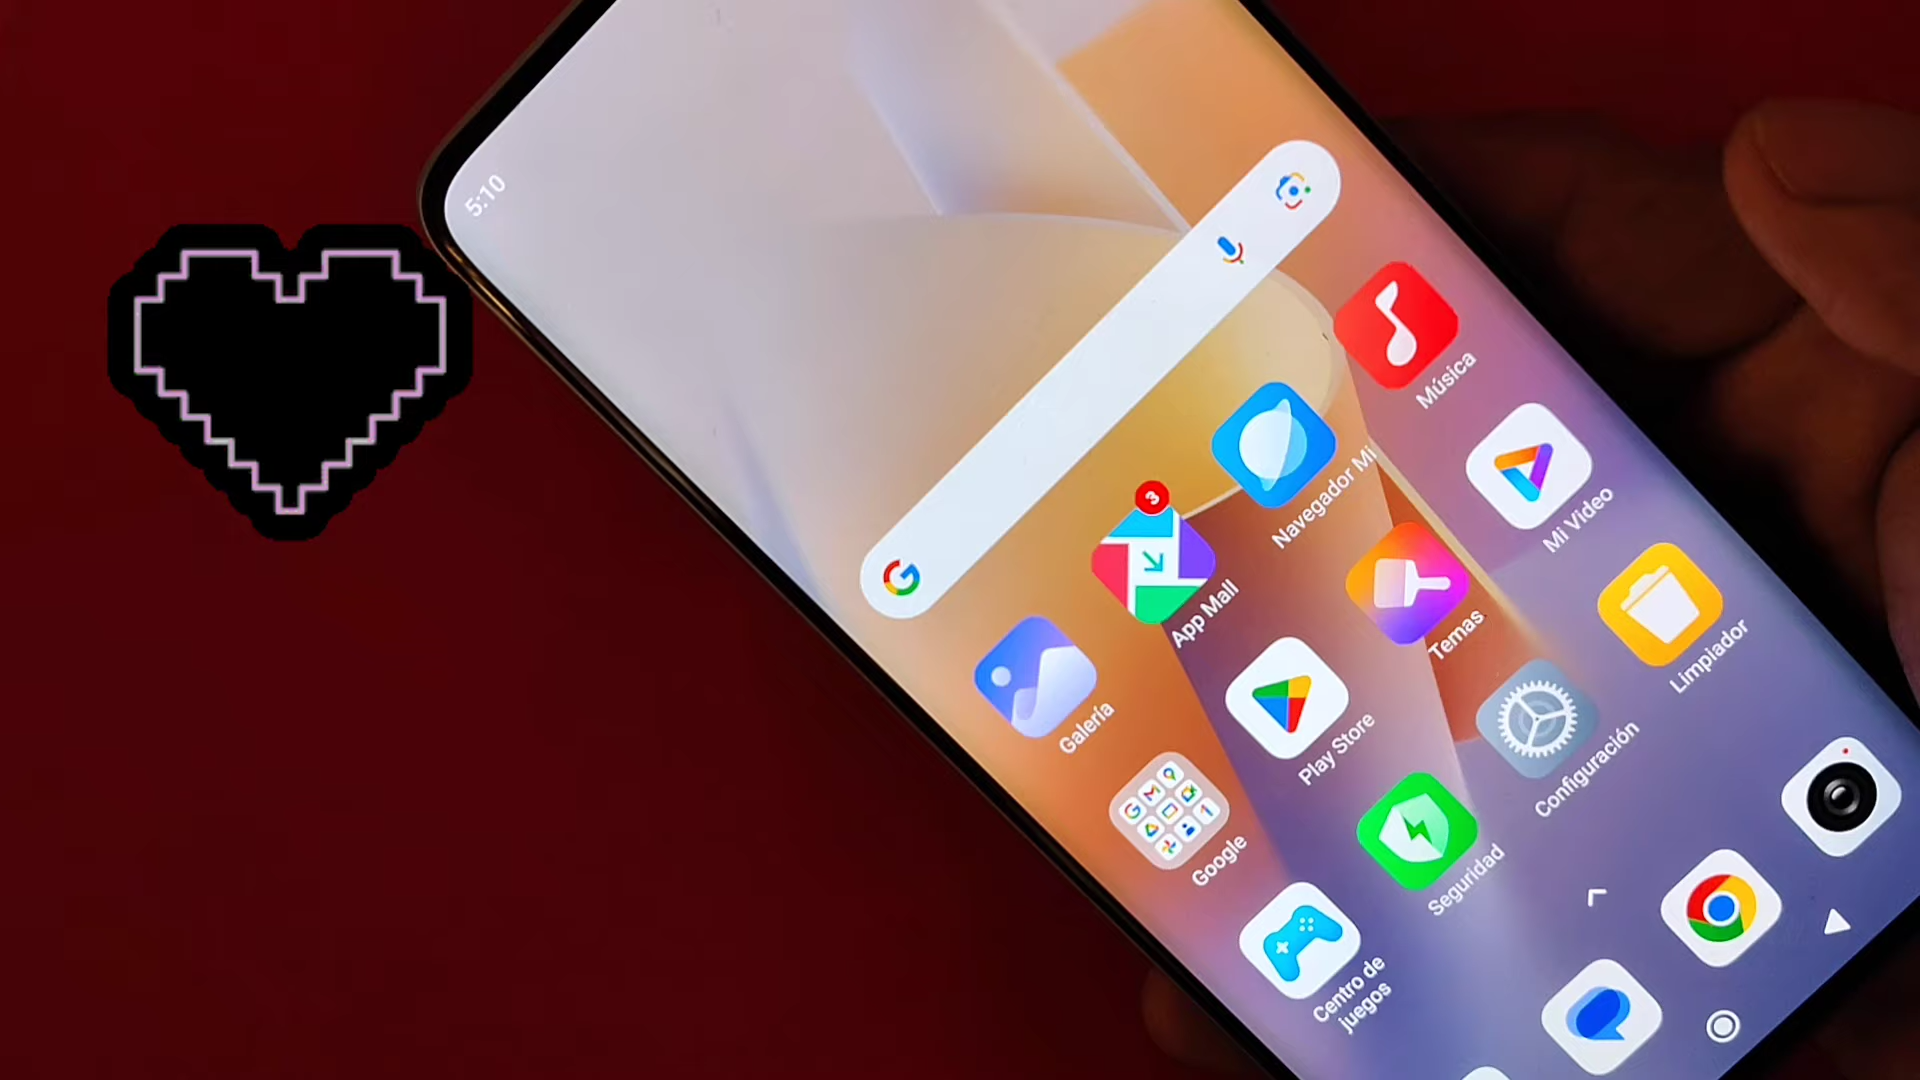 5:10
Música
Navegador Mi
Mi Video
3
App Mall
Temas
Limpiador
Galería
Play Store
Configuración
Google
Seguridad
Centro de
juegos